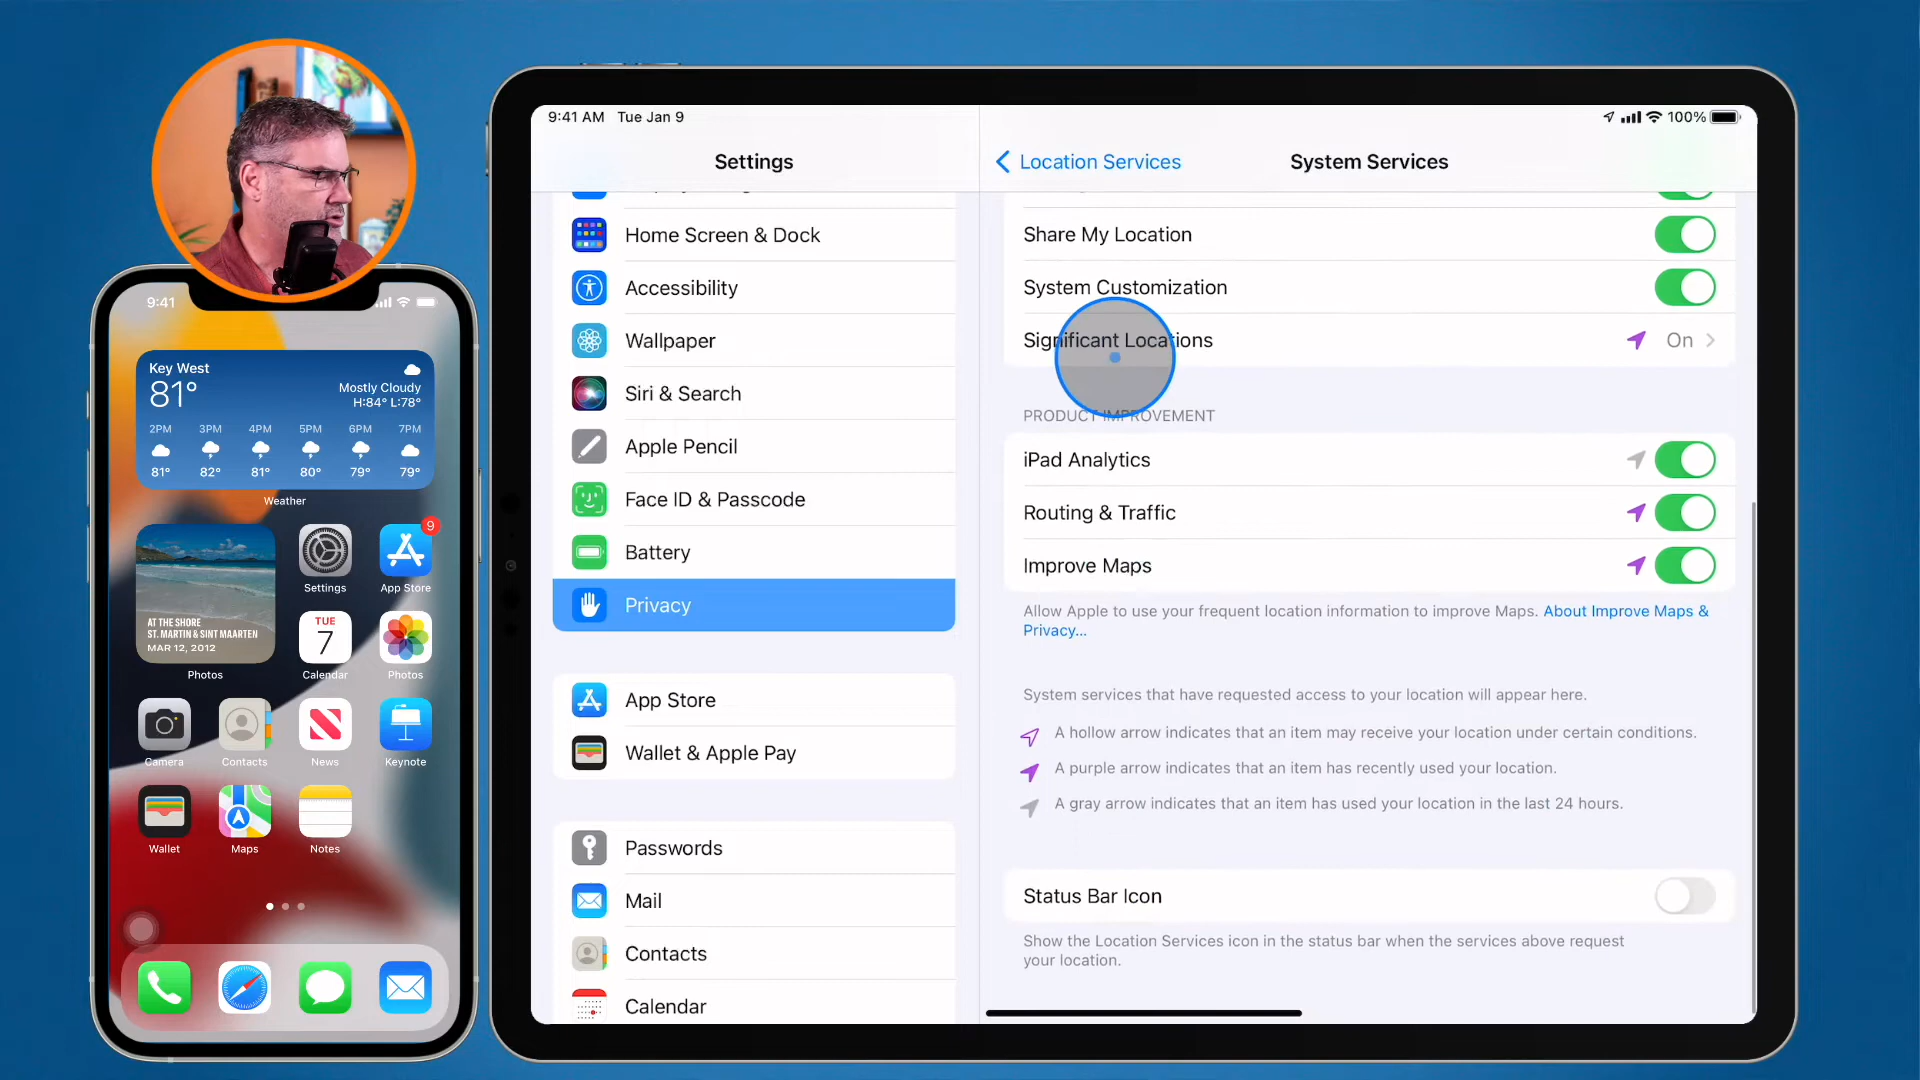 9:41
Key West
81°
Mostly Cloudy
H:84° L:78°
2PM 3PM 4PM 5PM 6PM 7PM
81° 82° 81° 80° 79° 79°
Weather
AT THE SHORE
ST. MARTIN & SINT MAARTEN
MAR 12, 2012
Photos
Settings
9
App Store
TUE
7
Calendar
Photos
Camera
Contacts
News
Keynote
Wallet
Maps
Notes
9:41 AM Tue Jan 9
100%
Settings
Home Screen & Dock
Accessibility
Wallpaper
Siri & Search
Apple Pencil
Face ID & Passcode
Battery
Privacy
App Store
Wallet & Apple Pay
Passwords
Mail
Contacts
Calendar
Location Services
System Services
Share My Location
System Customization
Significant Locations On
PRODUCT IMPROVEMENT
iPad Analytics
Routing & Traffic
Improve Maps
Allow Apple to use your frequent location information to improve Maps. About Improve Maps &
Privacy...
System services that have requested access to your location will appear here.
A hollow arrow indicates that an item may receive your location under certain conditions.
A purple arrow indicates that an item has recently used your location.
A gray arrow indicates that an item has used your location in the last 24 hours.
Status Bar Icon
Show the Location Services icon in the status bar when the services above request
your location.